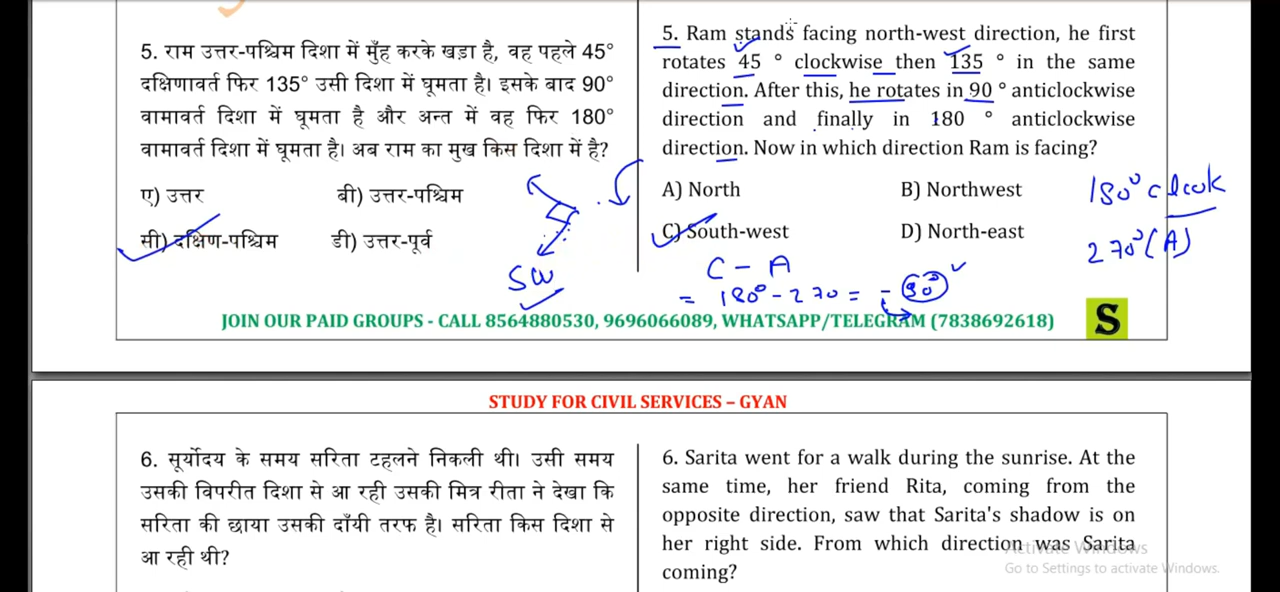 5. राम उत्तर-पश्चिम दिशा में मुँह करके खड़ा है, वह पहले 45°
दक्षिणावर्त फिर 135° उसी दिशा में घूमता है। इसके बाद 90°
वामावर्त दिशा में घूमता है और अन्त में वह फिर 180°
वामावर्त दिशा में घूमता है। अब राम का मुख किस दिशा में है?
ए) उत्तर
बी) उत्तर-पश्चिम
सी) दक्षिण-पश्चिम
डी) उत्तर-पूर्व
SW
5. Ram stands facing north-west direction, he first
rotates 45 ° clockwise then 135 ° in the same
direction. After this, he rotates in 90 ° anticlockwise
direction and finally in 180 ° anticlockwise
direction. Now in which direction Ram is facing?
A) North
B) Northwest
C) South-west
D) North-east
180° clock
270° (A)
C - A
= 180° - 270 = - 90°
JOIN OUR PAID GROUPS - CALL 8564880530, 9696066089, WHATSAPP/TELEGRAM (7838692618)
S
STUDY FOR CIVIL SERVICES – GYAN
6. सूर्योदय के समय सरिता टहलने निकली थी। उसी समय
उसकी विपरीत दिशा से आ रही उसकी मित्र रीता ने देखा कि
सरिता की छाया उसकी दाँयी तरफ है। सरिता किस दिशा से
आ रही थी?
6. Sarita went for a walk during the sunrise. At the
same time, her friend Rita, coming from the
opposite direction, saw that Sarita's shadow is on
her right side. From which direction was Sarita
coming?
Activate Windows
Go to Settings to activate Windows.